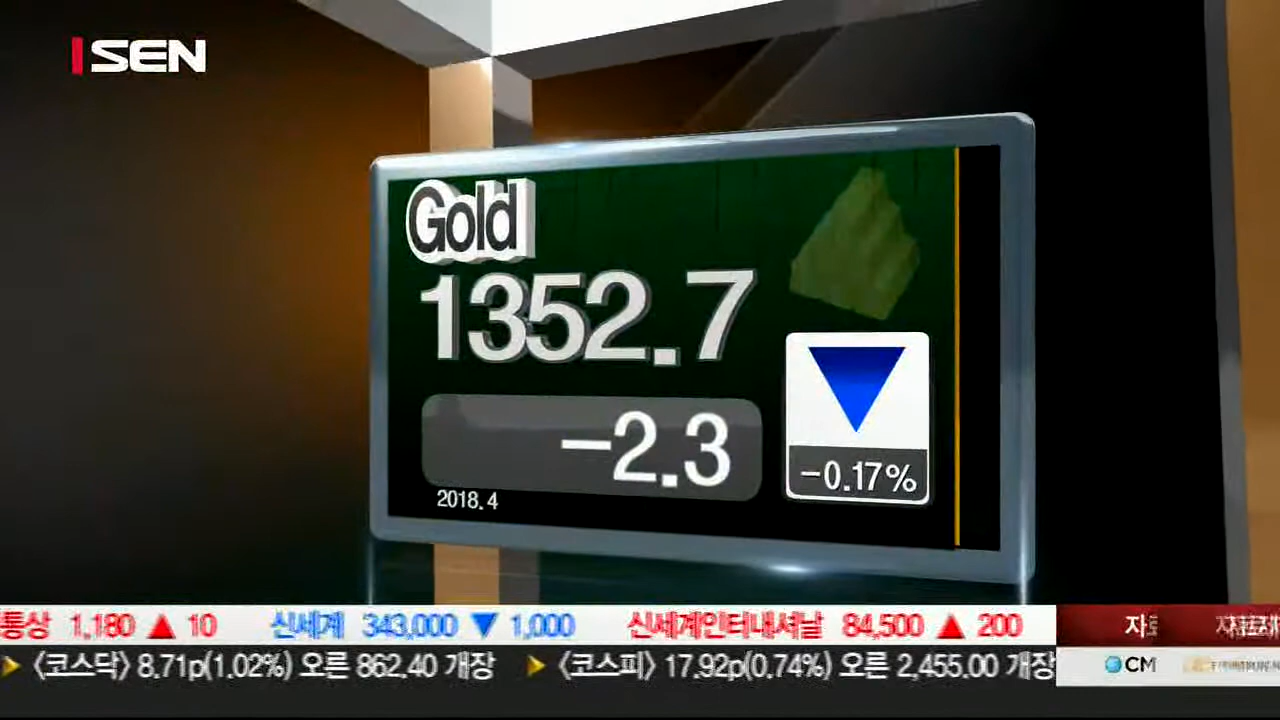 SEN
Gold
1352.7
-2.3
-0.17%
2018.4
통상 1,180 ▲ 10 신세계 343,000 ▼ 1,000 신세계인터내셔날 84,500 ▲ 200
〈코스닥〉 8.71p(1.02%) 오른 862.40 개장 〈코스피〉 17.92p(0.74%) 오른 2,455.00 개장
CM